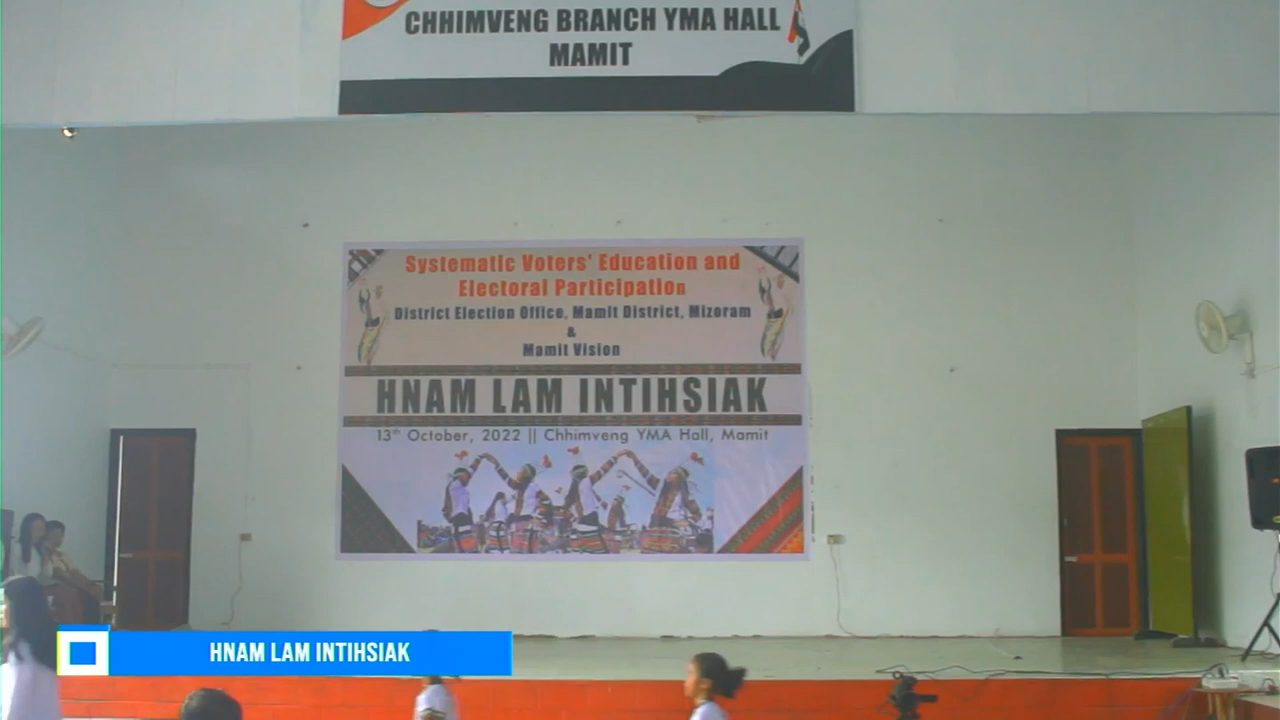 CHHIMVENG BRANCH YMA HALL
MAMIT
Systematic Voters' Education and
Electoral Participation
District Election Office, Mamit District, Mizoram
&
Mamit Vision
HNAM LAM INTIHSIAK
13th October, 2022 || Chhimveng YMA Hall, Mamit
HNAM LAM INTIHSIAK